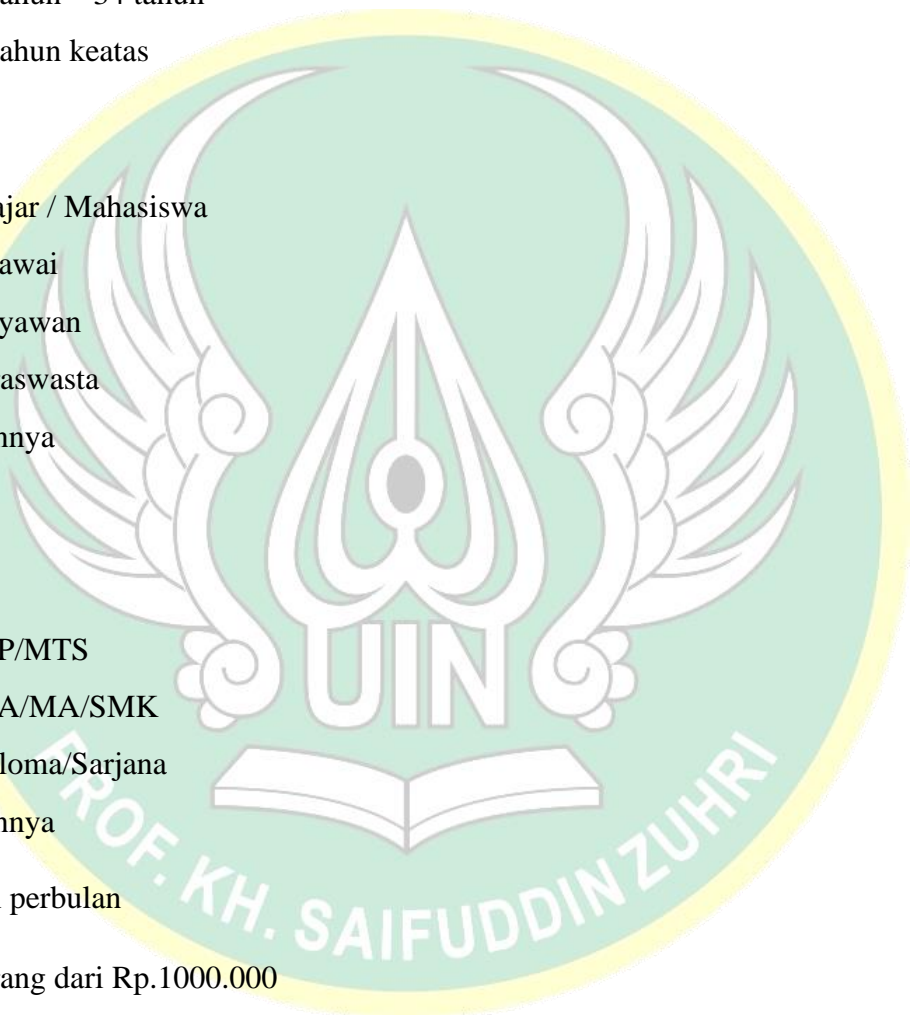 ahun – 34 tahun
ahun keatas
ajar / Mahasiswa
awai
yawan
aswasta
nnya
P/MTS
A/MA/SMK
loma/Sarjana
nnya
perbulan
rang dari Rp.1000.000
UIN
PROF. KH. SAIFUDDIN ZUHRI